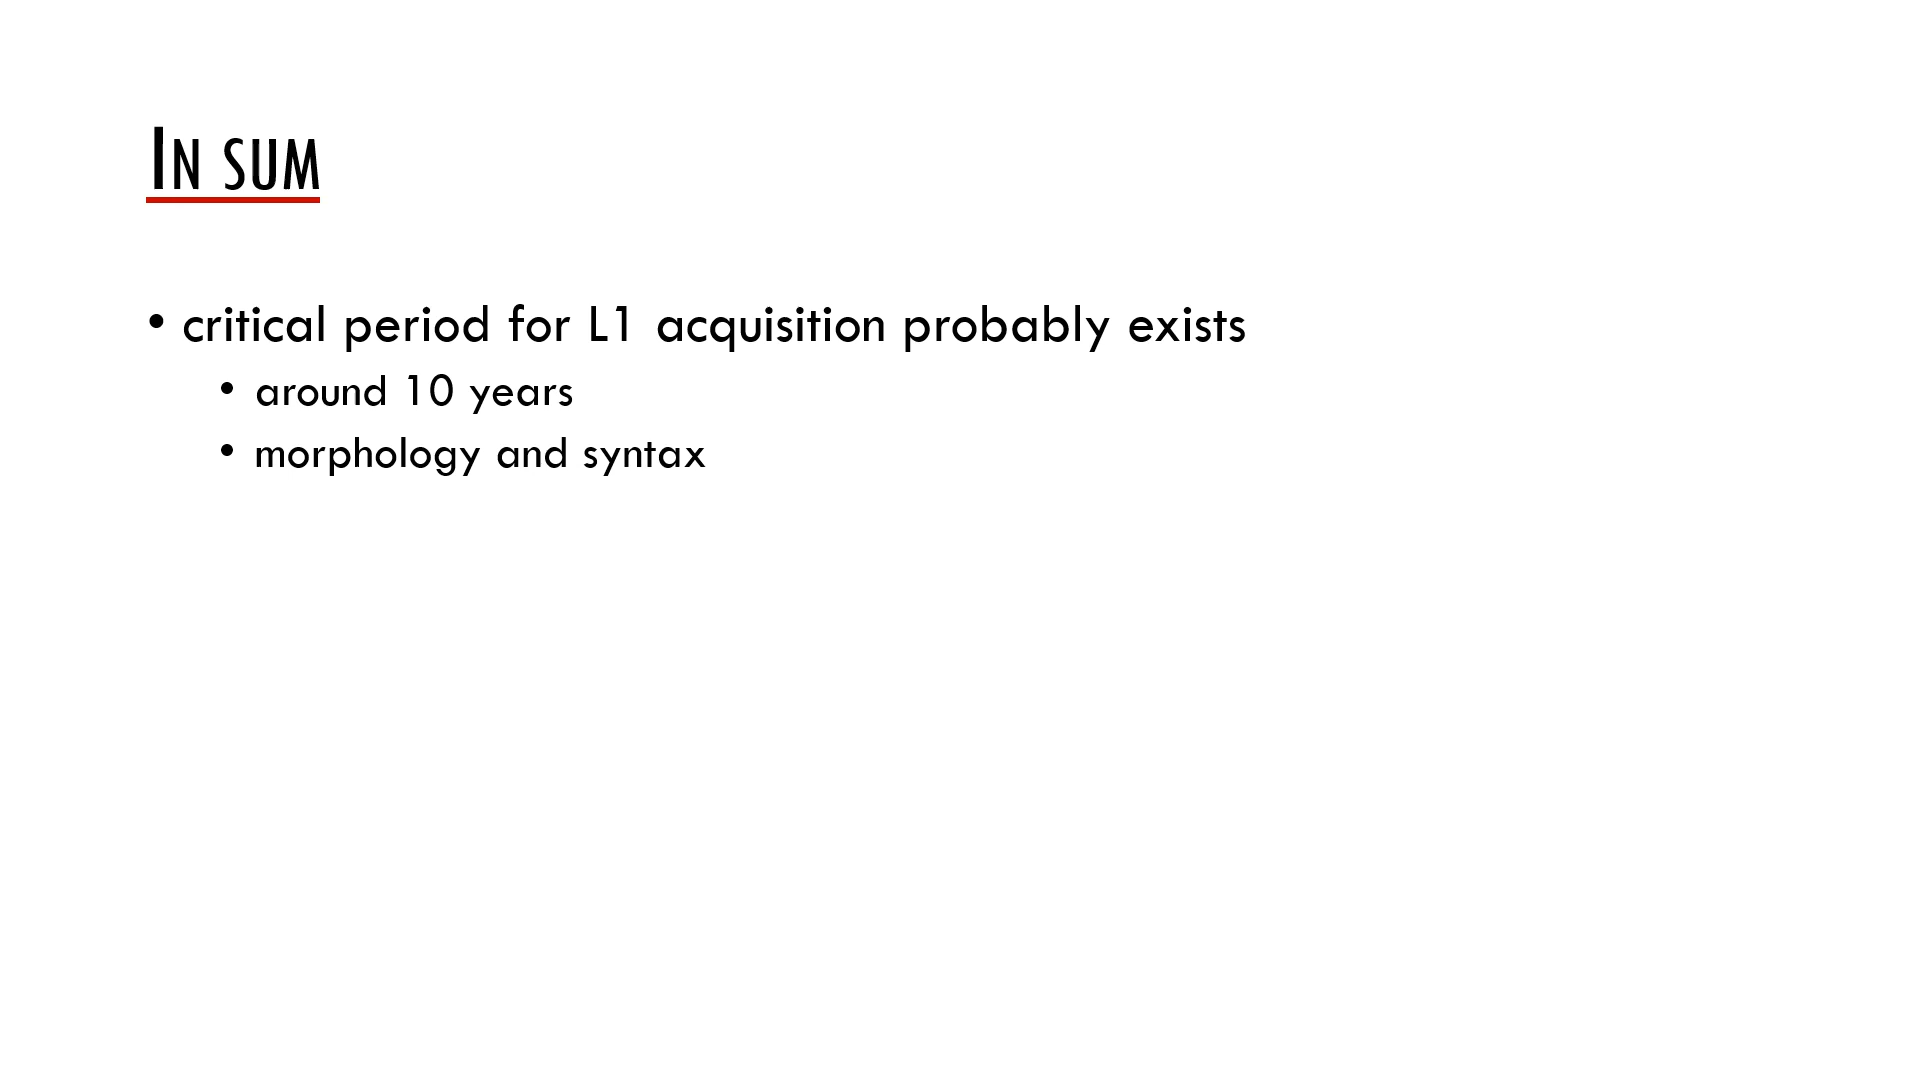 In sum
• critical period for L1 acquisition probably exists
• around 10 years
• morphology and syntax